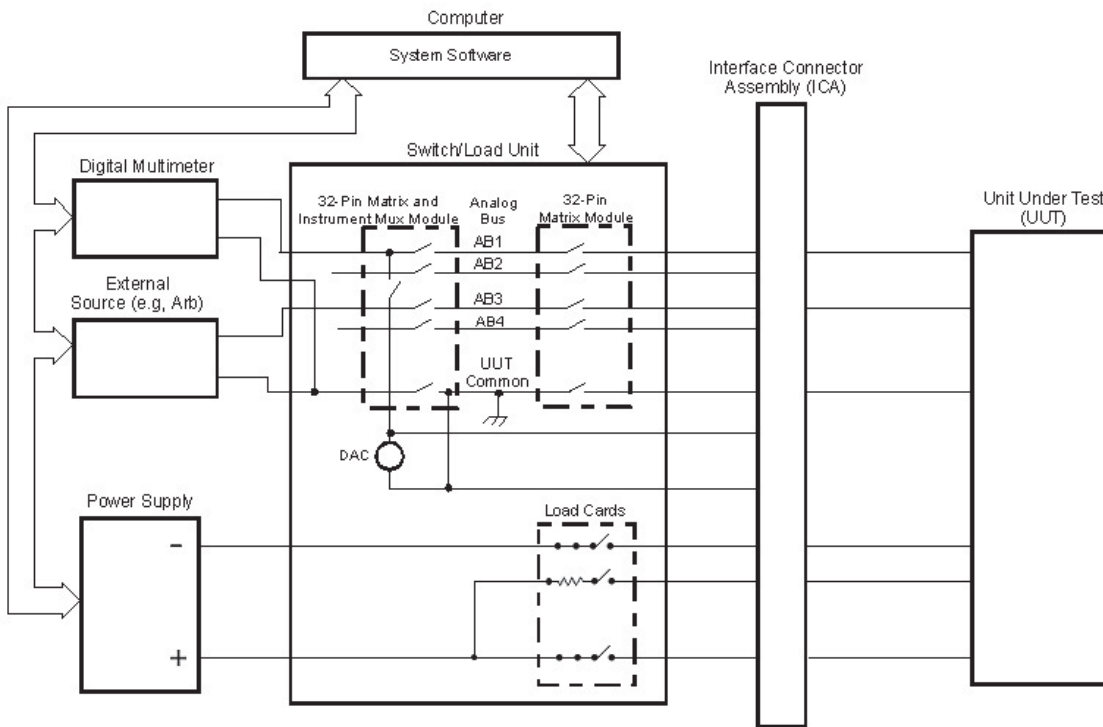 Computer
System Software
Interface Connector
Assembly (ICA)
Switch/Load Unit
Digital Multimeter
32-Pin Matrix and
Instrument Mux Module
Analog
Bus
32-Pin
Matrix Module
Unit Under Test
(UUT)
AB1
AB2
External
Source (e.g, Arb)
AB3
AB4
UUT
Common
DAC
Power Supply
Load Cards
-
+